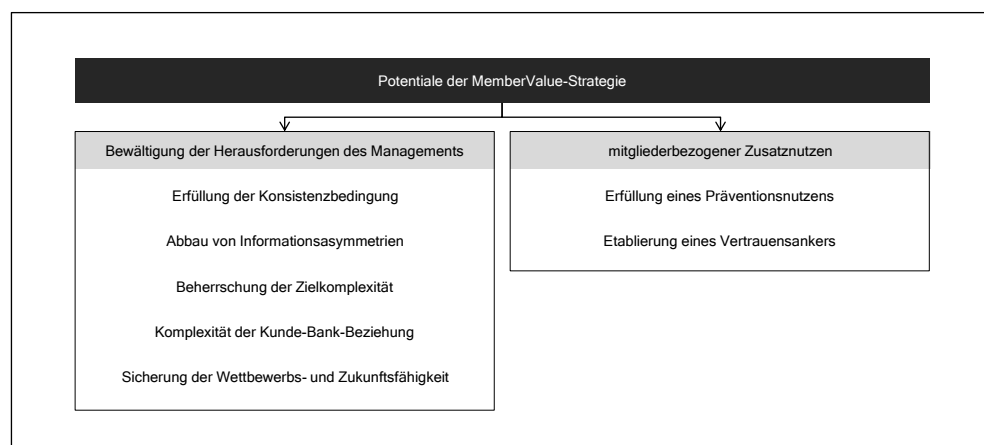 Potentiale der MemberValue-Strategie
Bewältigung der Herausforderungen des Managements
Erfüllung der Konsistenzbedingung
Abbau von Informationsasymmetrien
Beherrschung der Zielkomplexität
Komplexität der Kunde-Bank-Beziehung
Sicherung der Wettbewerbs- und Zukunftsfähigkeit
mitgliederbezogener Zusatznutzen
Erfüllung eines Präventionsnutzens
Etablierung eines Vertrauensankers